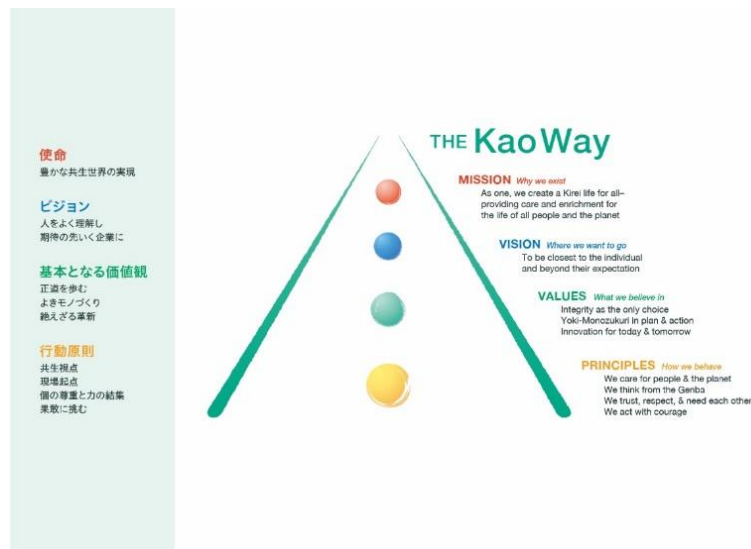 使命
豊かな共生世界の実現
ビジョン
人をよく理解し
期待の先いく企業に
基本となる価値観
正道を歩む
よきモノづくり
絶えざる革新
行動原則
共生視点
現場起点
個の尊重と力の結集
果敢に挑む
THE Kao Way
MISSION Why we exist
As one, we create a Kirei life for all–
providing care and enrichment for
the life of all people and the planet
VISION Where we want to go
To be closest to the individual
and beyond their expectation
VALUES What we believe in
Integrity as the only choice
Yoki-Monozukuri in plan & action
Innovation for today & tomorrow
PRINCIPLES How we behave
We care for people & the planet
We think from the Genba
We trust, respect, & need each other
We act with courage